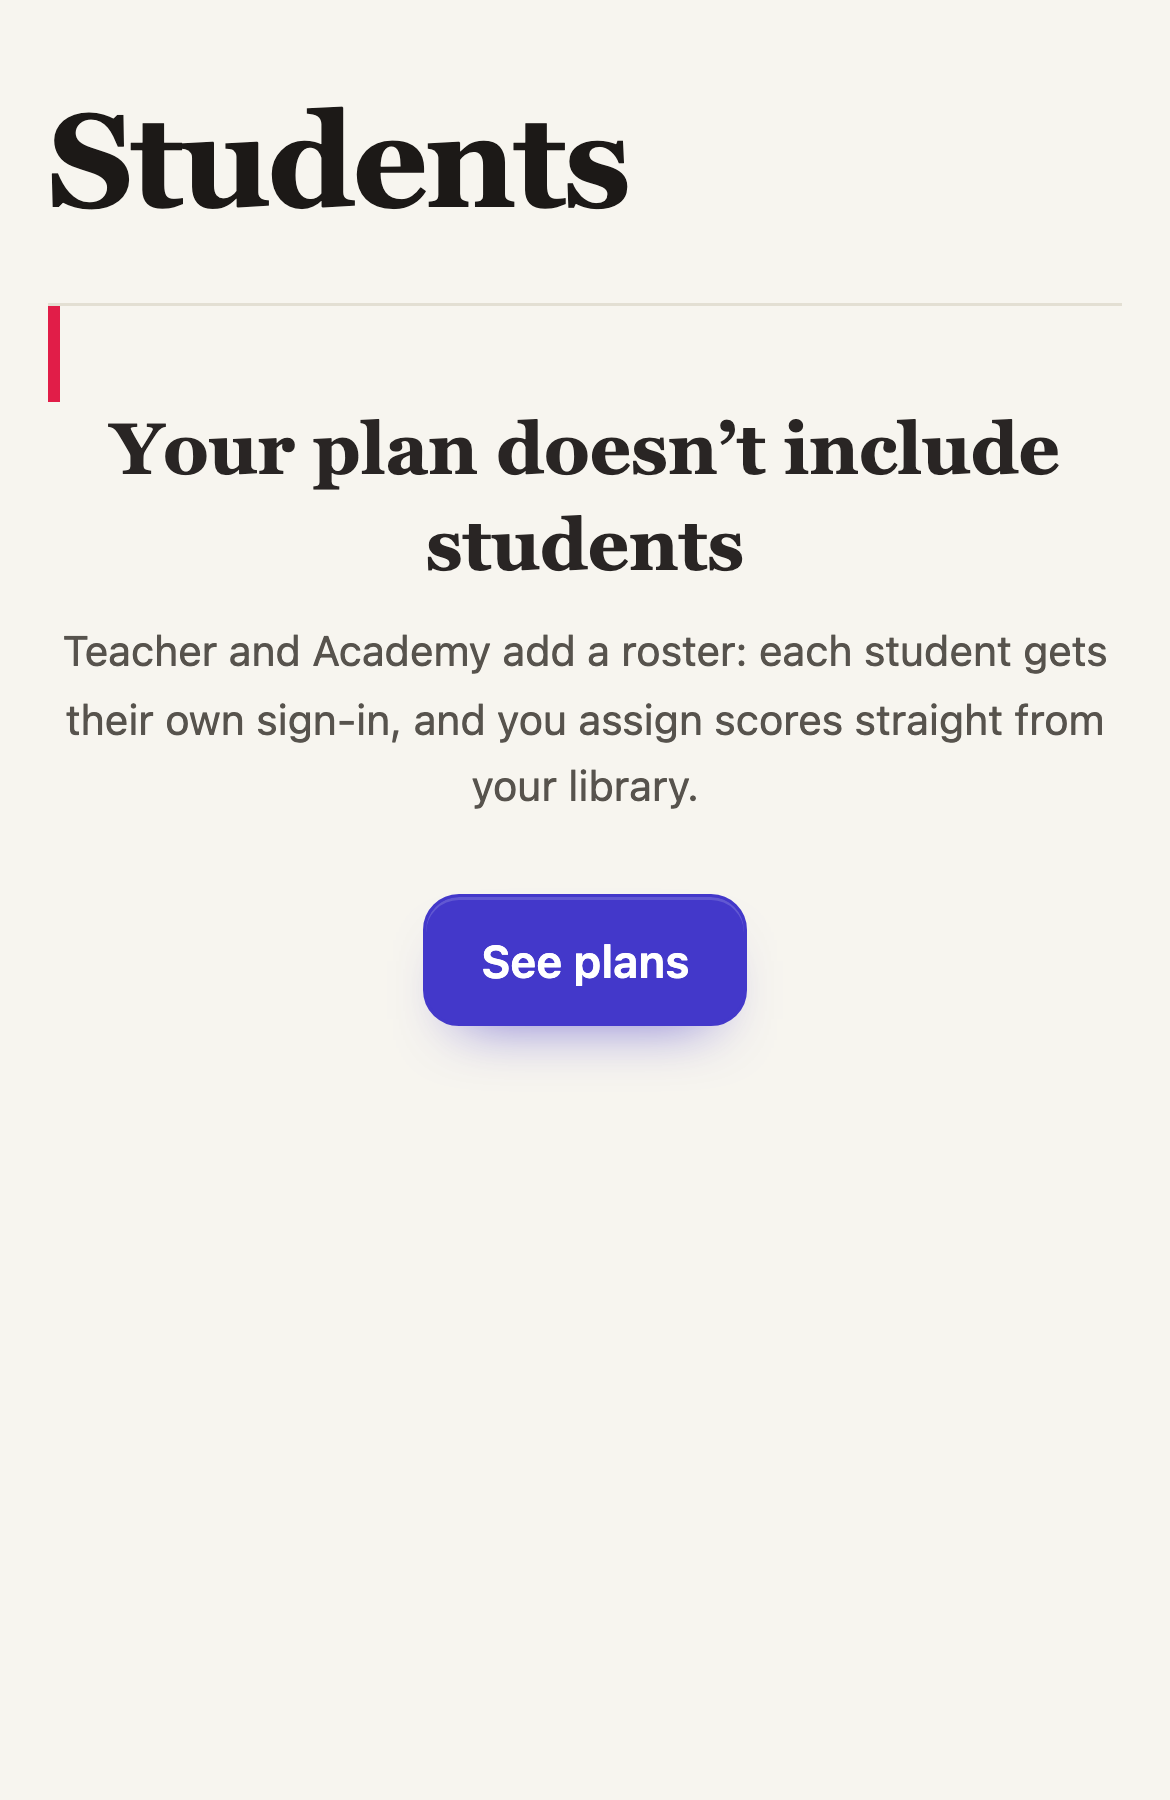 Students
Your plan doesn’t include
students
Teacher and Academy add a roster: each student gets
their own sign-in, and you assign scores straight from
your library.
See plans